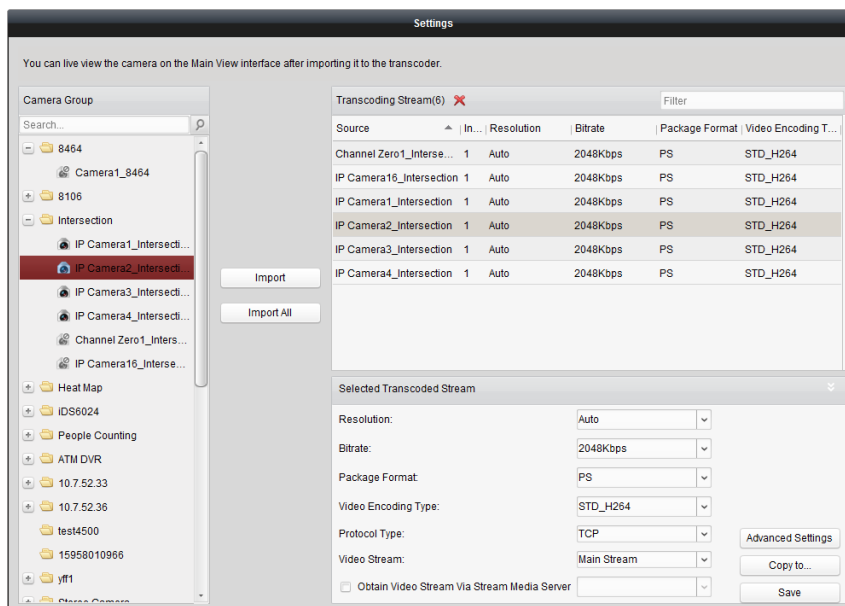 Settings
You can live view the camera on the Main View interface after importing it to the transcoder.
Camera Group
Search...
8464
Camera1_8464
8106
Intersection
IP Camera1_Intersecti...
IP Camera2_Intersecti...
IP Camera3_Intersecti...
IP Camera4_Intersecti...
Channel Zero1_Inters...
IP Camera16_Interse...
Heat Map
iDS6024
People Counting
ATM DVR
10.7.52.33
10.7.52.36
test4500
15958010966
yff1
Stereo Camera
Import
Import All
Transcoding Stream(6) Filter
Source In... Resolution Bitrate Package Format Video Encoding T...
Channel Zero1_Interse... 1 Auto 2048Kbps PS STD_H264
IP Camera16_Intersection 1 Auto 2048Kbps PS STD_H264
IP Camera1_Intersection 1 Auto 2048Kbps PS STD_H264
IP Camera2_Intersection 1 Auto 2048Kbps PS STD_H264
IP Camera3_Intersection 1 Auto 2048Kbps PS STD_H264
IP Camera4_Intersection 1 Auto 2048Kbps PS STD_H264
Selected Transcoded Stream
Resolution: Auto
Bitrate: 2048Kbps
Package Format: PS
Video Encoding Type: STD_H264
Protocol Type: TCP
Video Stream: Main Stream
Obtain Video Stream Via Stream Media Server
Advanced Settings
Copy to...
Save